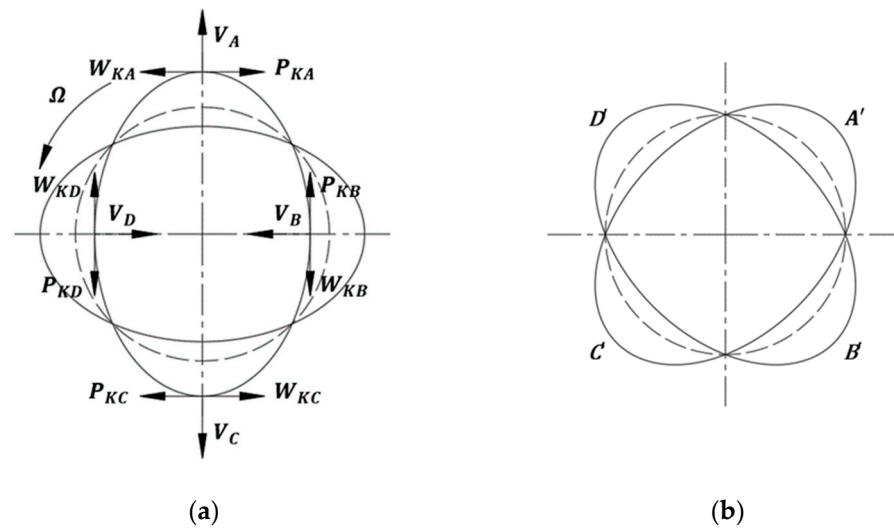 V_A
W_KA P_KA
Ω
D' A'
W_KD P_KB
V_D V_B
P_KD W_KB
C' B'
P_KC W_KC
V_C
(a) (b)